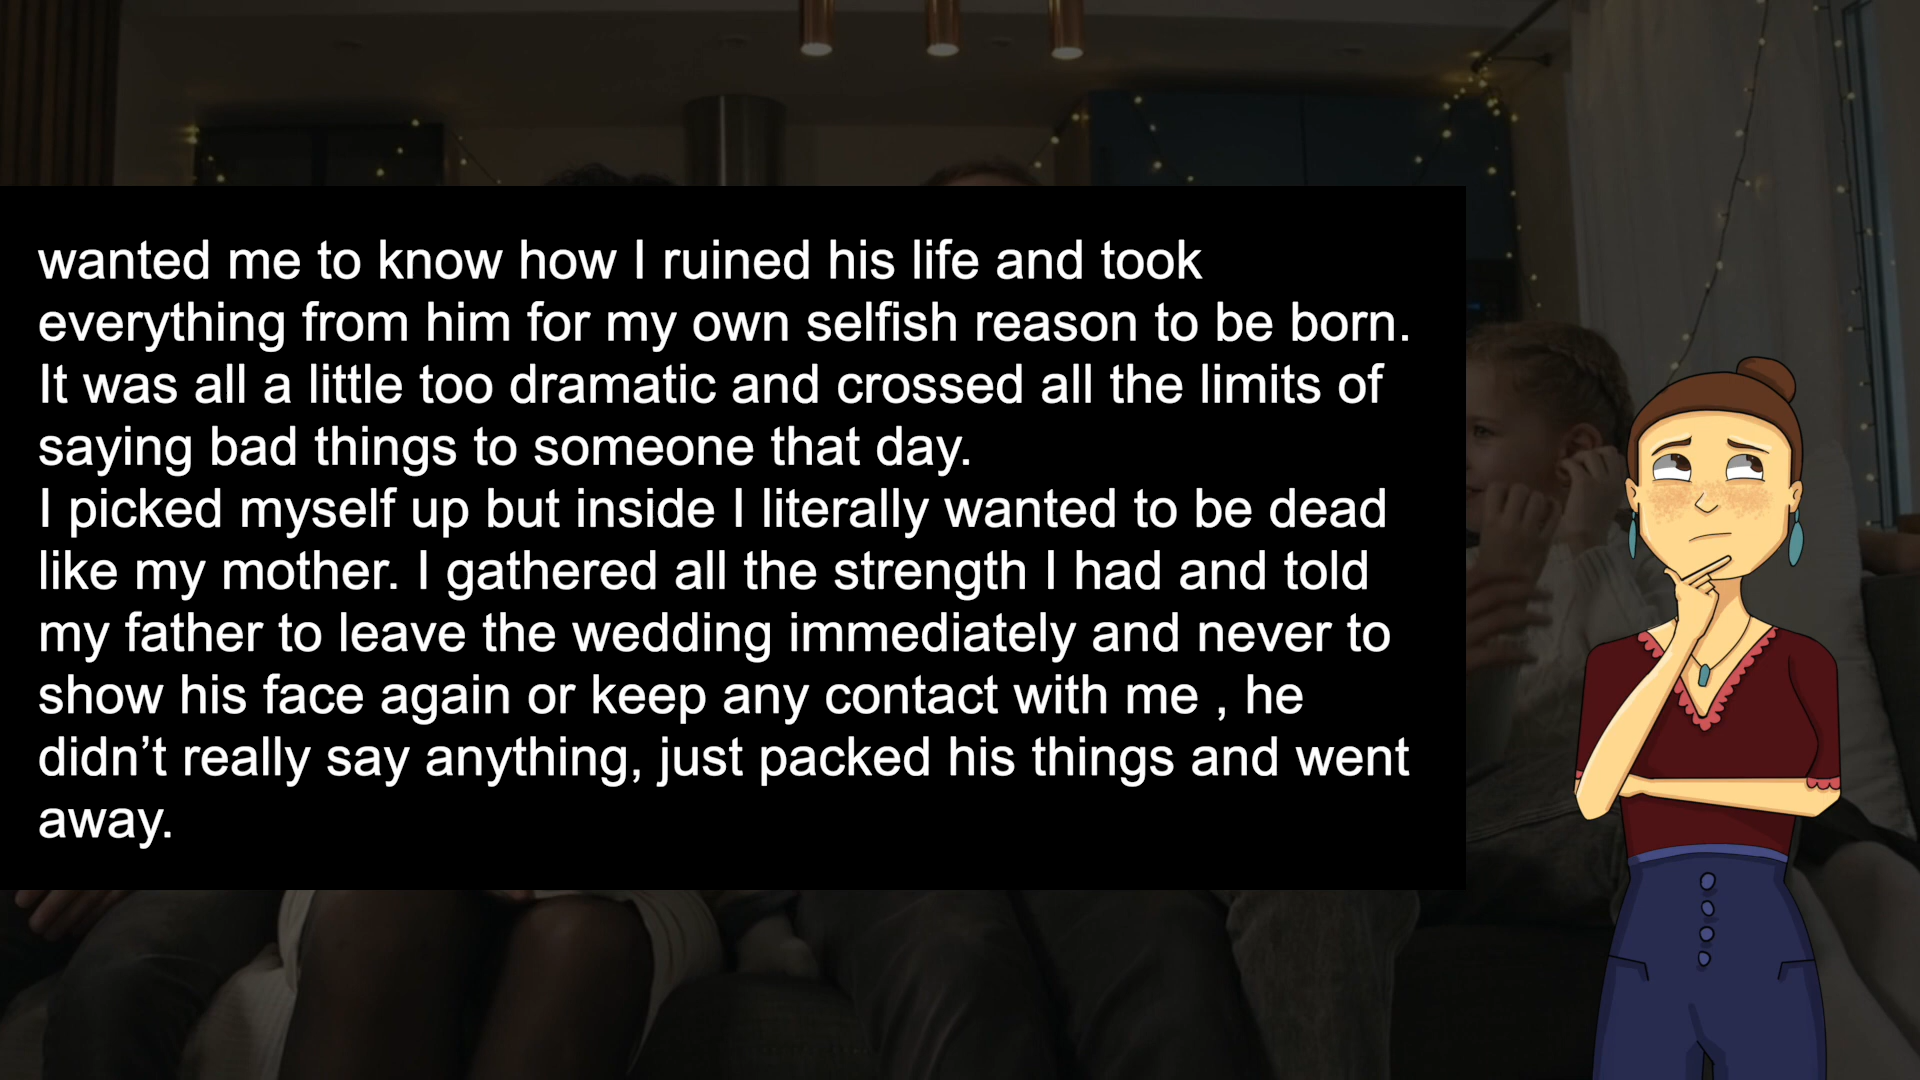 wanted me to know how I ruined his life and took
everything from him for my own selfish reason to be born.
It was all a little too dramatic and crossed all the limits of
saying bad things to someone that day.
I picked myself up but inside I literally wanted to be dead
like my mother. I gathered all the strength I had and told
my father to leave the wedding immediately and never to
show his face again or keep any contact with me , he
didn’t really say anything, just packed his things and went
away.